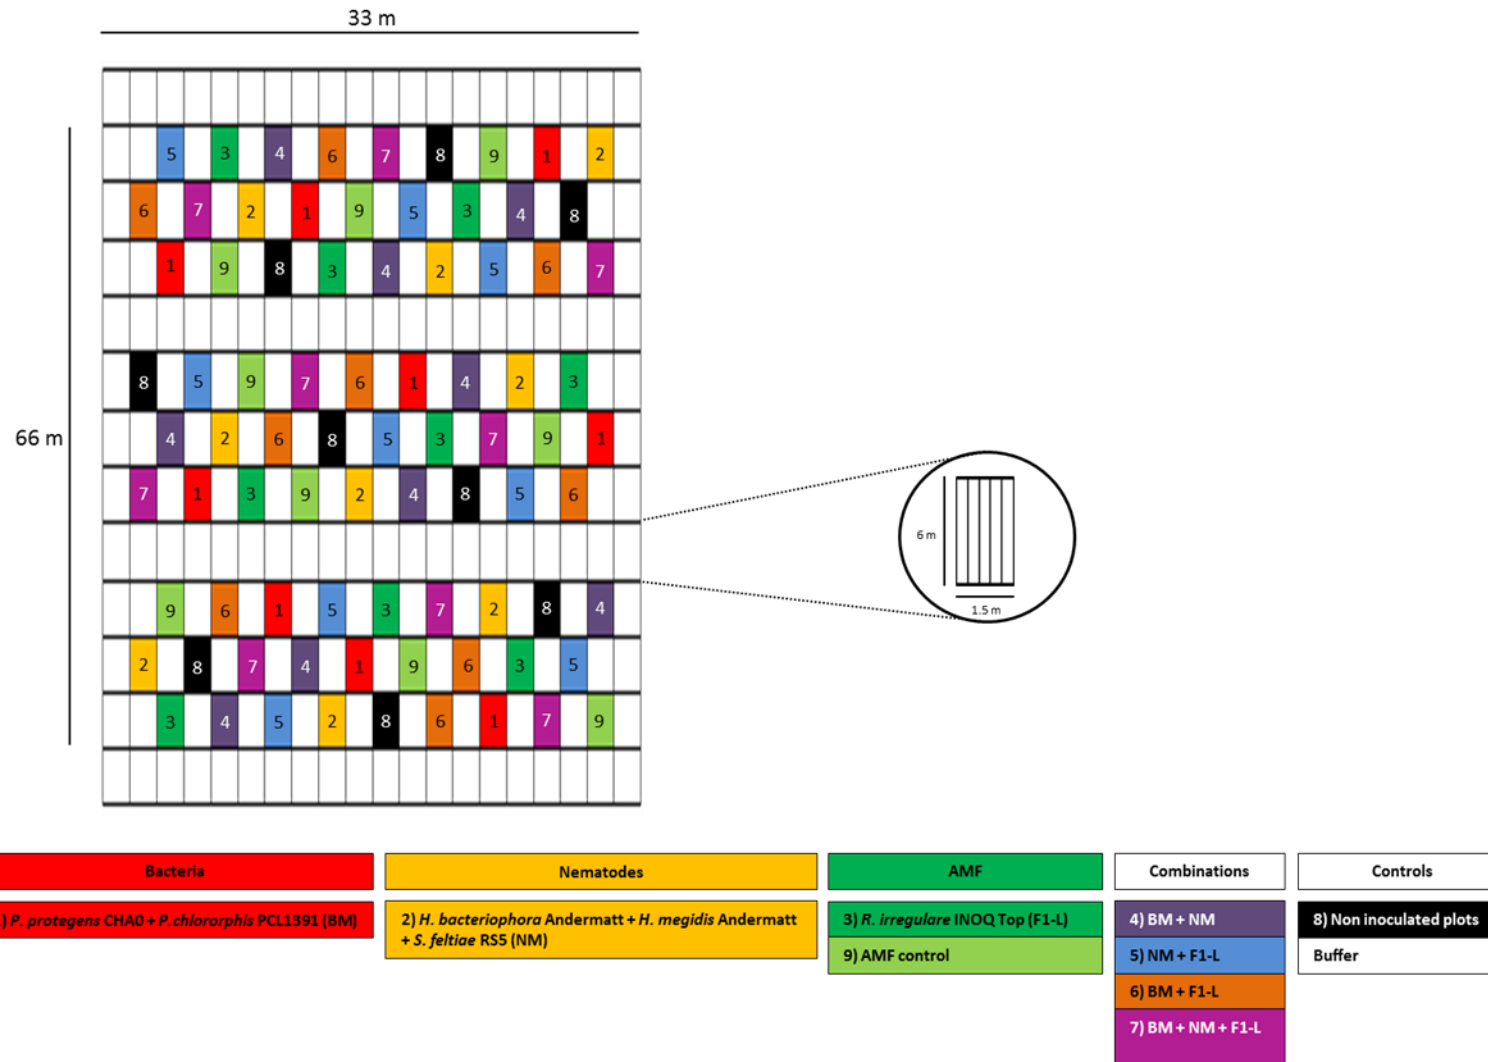 33 m
5 3 4 6 7 8 9 1 2
6 7 2 1 9 5 3 4 8
1 9 8 3 4 2 5 6 7
8 5 9 7 6 1 4 2 3
66 m
4 2 6 8 5 3 7 9 1
7 1 3 9 2 4 8 5 6
6 m
1.5 m
9 6 1 5 3 7 2 8 4
2 8 7 4 1 9 6 3 5
3 4 5 2 8 6 1 7 9
Bacteria
) P. protegens CHA0 + P.chlororphis PCL1391 (BM)
Nematodes
2) H. bacteriophora Andermatt + H. megidis Andermatt
+ S. feltiae RS5 (NM)
AMF
3) R. irregulare INOQ Top (F1-L)
9) AMF control
Combinations
4) BM + NM
5) NM + F1-L
6) BM + F1-L
7) BM + NM + F1-L
Controls
8) Non inoculated plots
Buffer